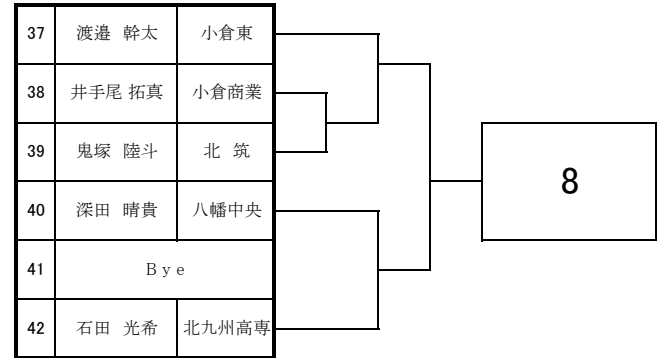 37 渡邉 幹太 小倉東
38 井手尾 拓真 小倉商業
39 鬼塚 陸斗 北 筑
8
40 深田 晴貴 八幡中央
41 Bye
42 石田 光希 北九州高専